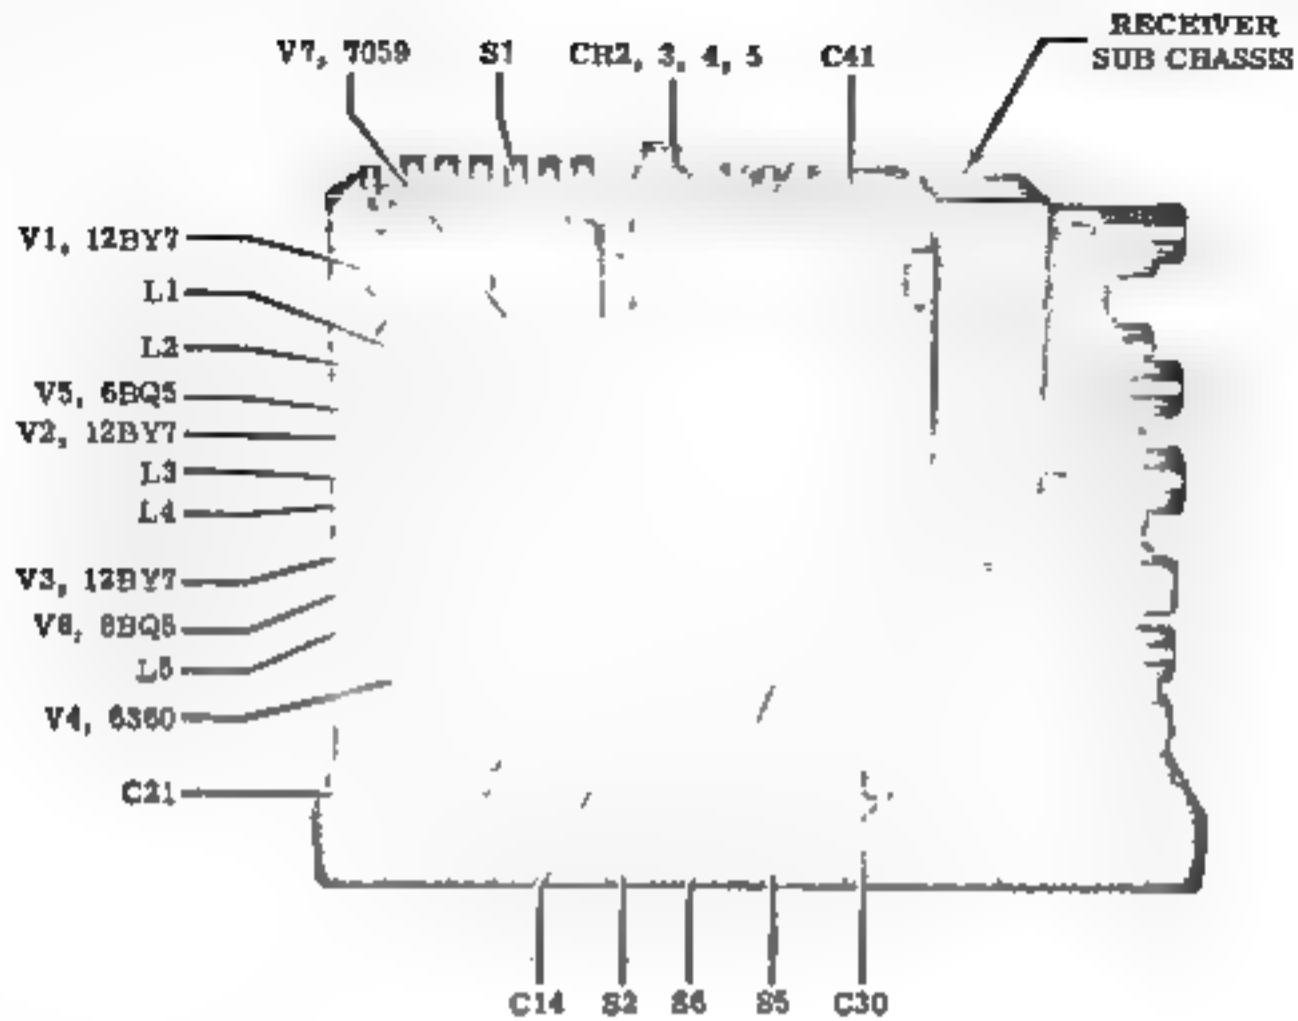 RECEIVER
SUB CHASSIS
V7, 7059
S1
CR2, 3, 4, 5
C41
V1, 12BY7
L1
L2
V5, 6BQ5
V2, 12BY7
L3
L4
V3, 12BY7
V6, 6BQ5
L5
V4, 6360
C21
C14
S2
S6
S5
C30